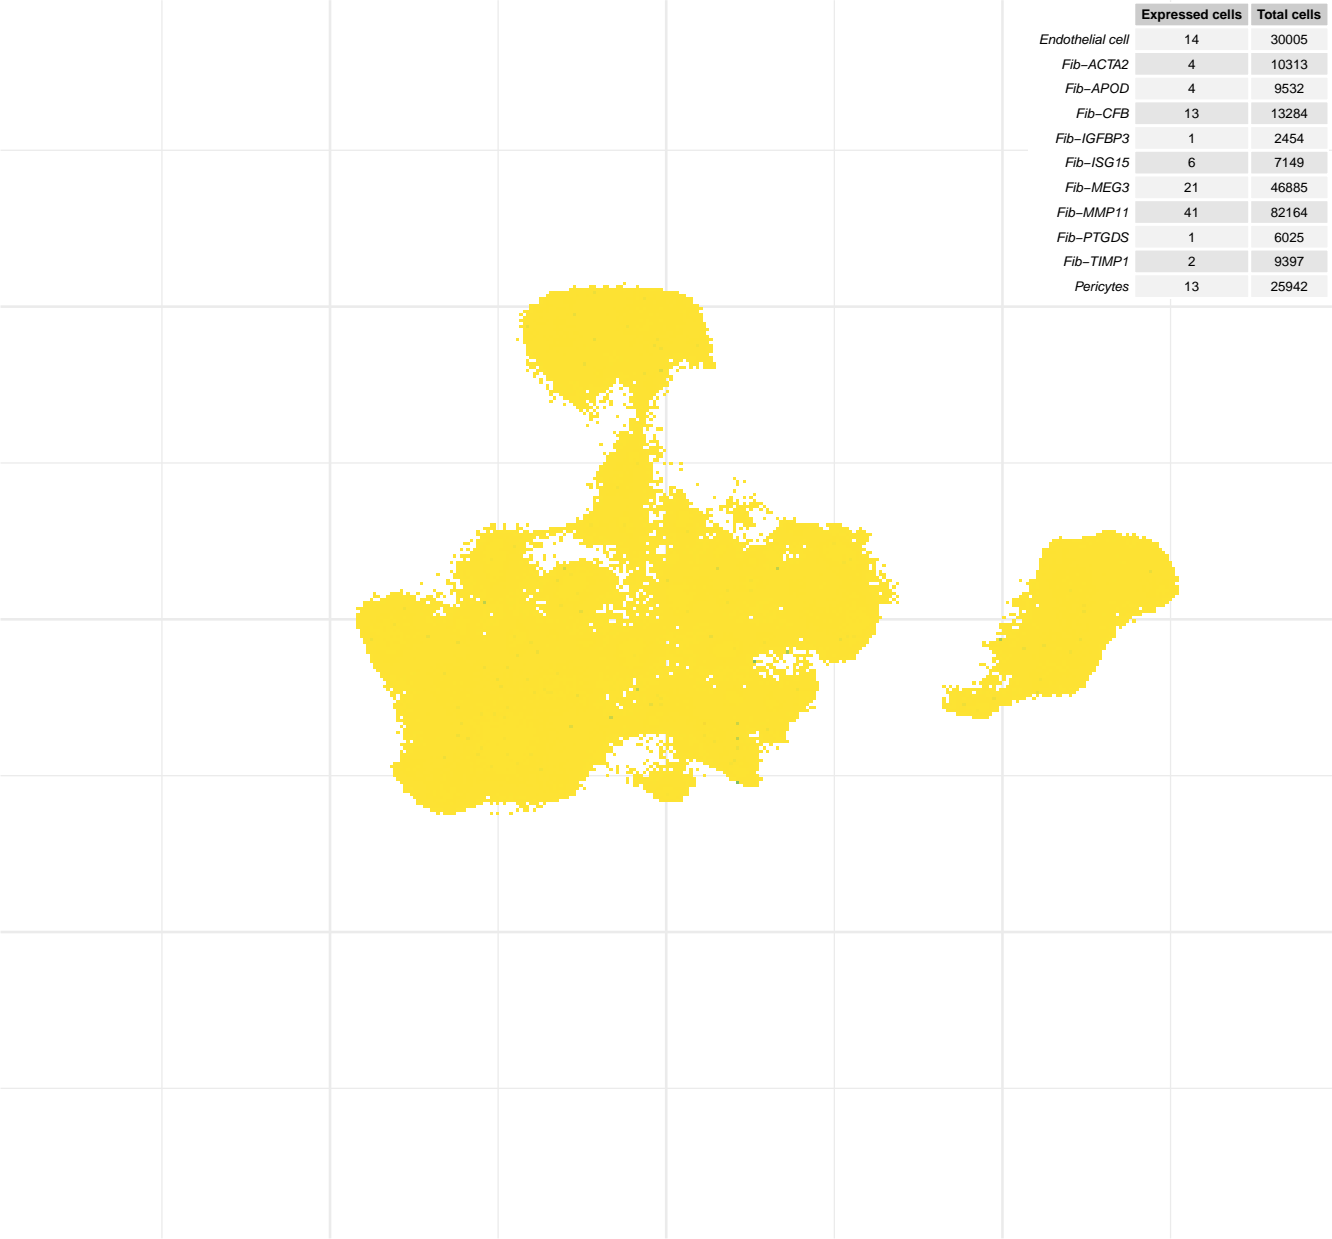 Expressed cells Total cells
Endothelial cell 14 30005
Fib−ACTA2 4 10313
Fib−APOD 4 9532
Fib−CFB 13 13284
Fib−IGFBP3 1 2454
Fib−ISG15 6 7149
Fib−MEG3 21 46885
Fib−MMP11 41 82164
Fib−PTGDS 1 6025
Fib−TIMP1 2 9397
Pericytes 13 25942